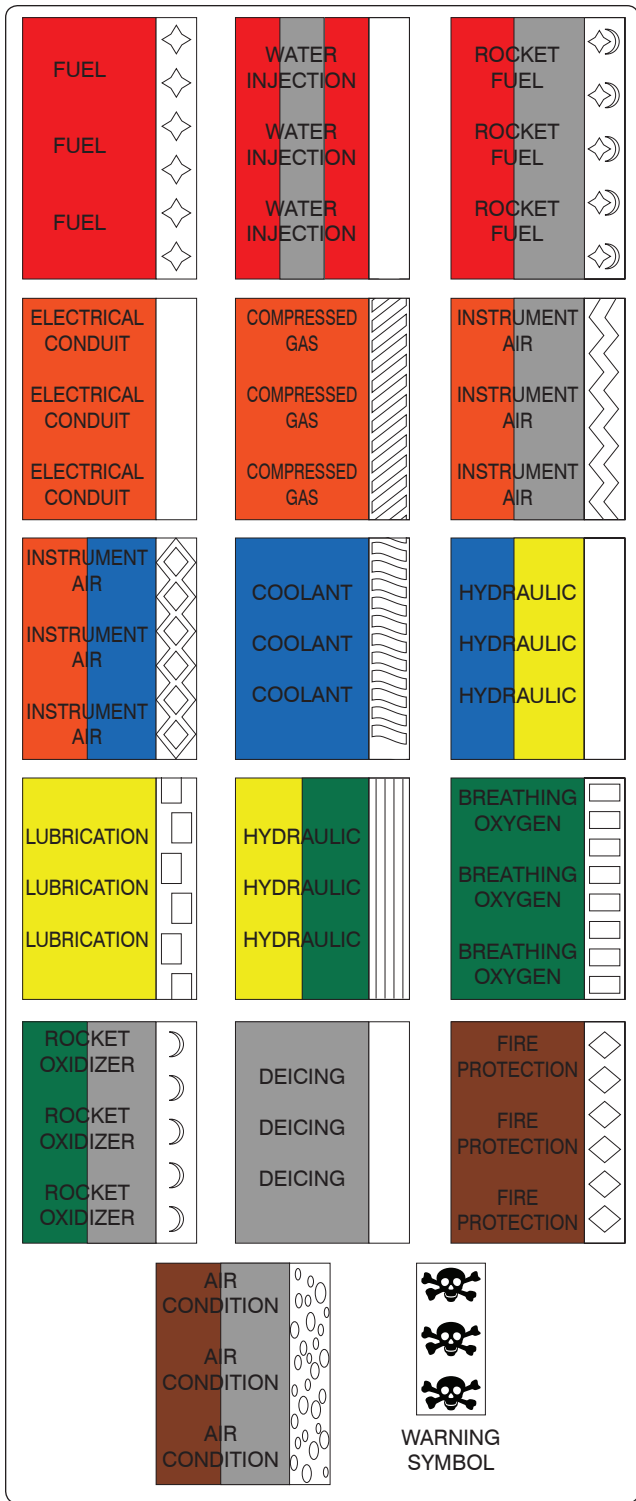 FUEL
FUEL
FUEL
WATER
INJECTION
WATER
INJECTION
WATER
INJECTION
ROCKET
FUEL
ROCKET
FUEL
ROCKET
FUEL
ELECTRICAL
CONDUIT
ELECTRICAL
CONDUIT
ELECTRICAL
CONDUIT
COMPRESSED
GAS
COMPRESSED
GAS
COMPRESSED
GAS
INSTRUMENT
AIR
INSTRUMENT
AIR
INSTRUMENT
AIR
INSTRUMENT
AIR
INSTRUMENT
AIR
INSTRUMENT
AIR
COOLANT
COOLANT
COOLANT
HYDRAULIC
HYDRAULIC
HYDRAULIC
LUBRICATION
LUBRICATION
LUBRICATION
HYDRAULIC
HYDRAULIC
HYDRAULIC
BREATHING
OXYGEN
BREATHING
OXYGEN
BREATHING
OXYGEN
ROCKET
OXIDIZER
ROCKET
OXIDIZER
ROCKET
OXIDIZER
DEICING
DEICING
DEICING
FIRE
PROTECTION
FIRE
PROTECTION
FIRE
PROTECTION
AIR
CONDITION
AIR
CONDITION
AIR
CONDITION
WARNING
SYMBOL